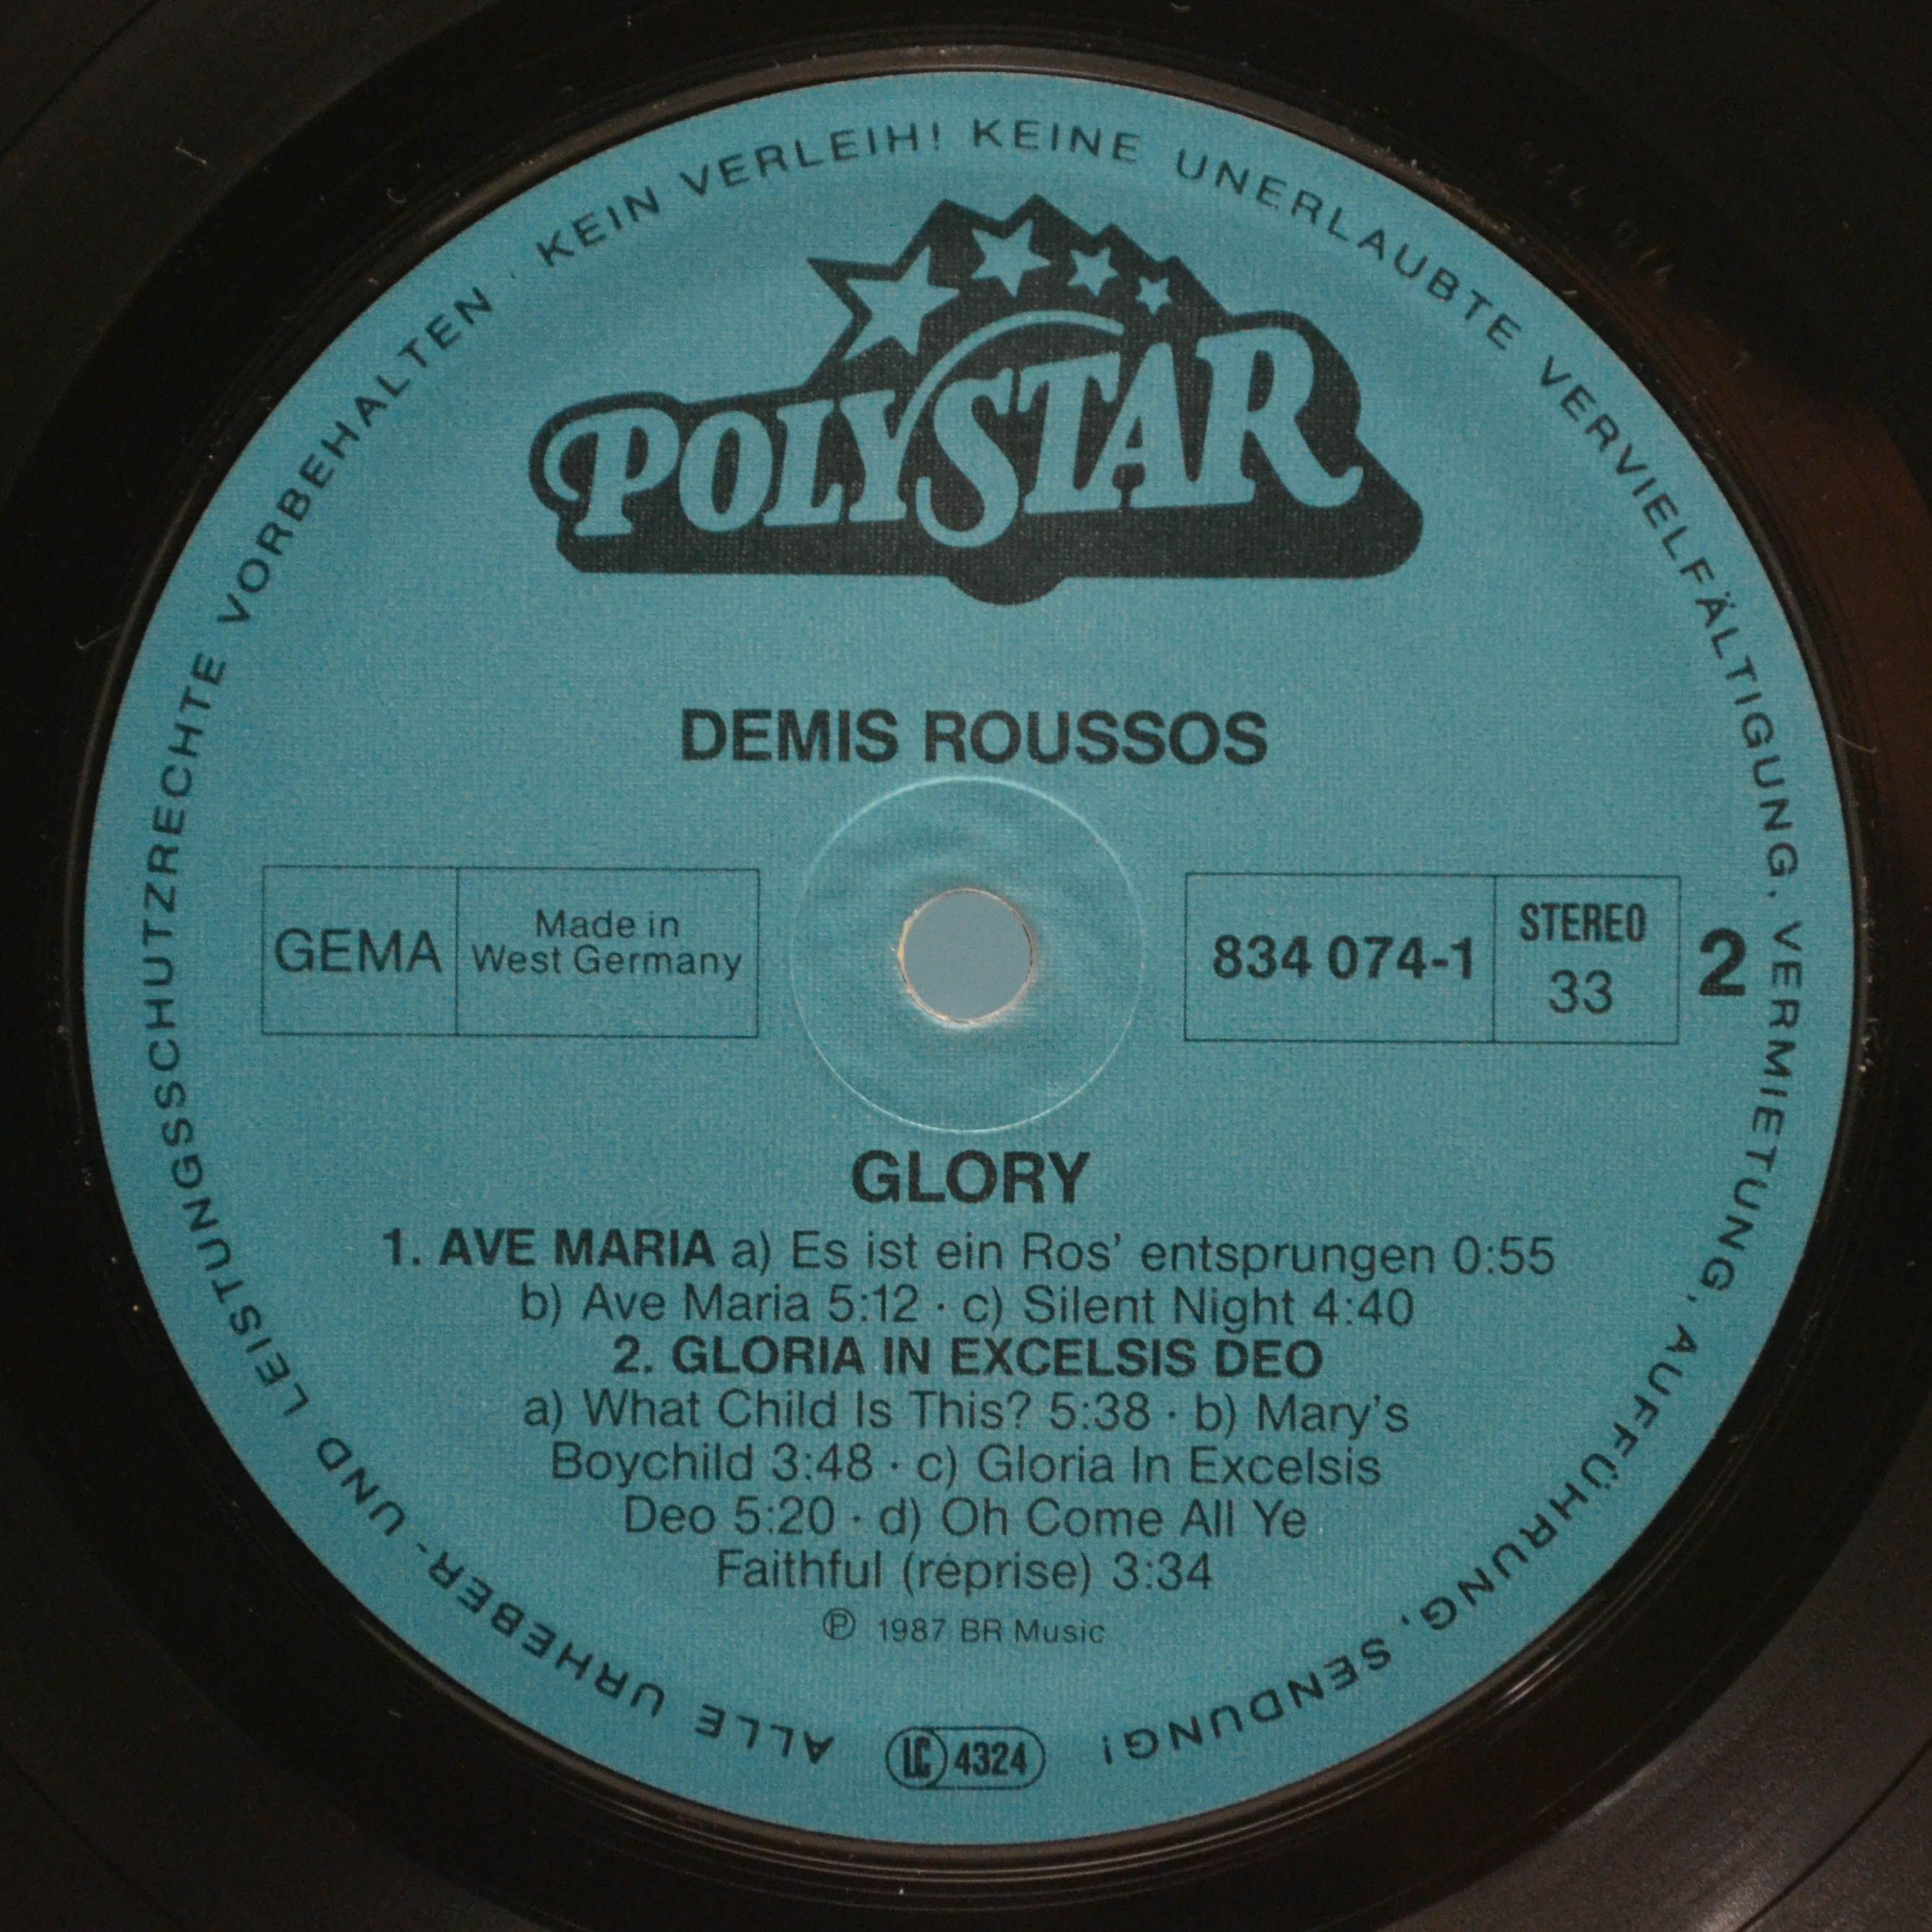 ALLE URHEBER- UND LEISTUNGSSCHUTZRECHTE VORBEHALTEN · KEIN VERLEIH! KEINE UNERLAUBTE VERVIELFÄLTIGUNG, VERMIETUNG, AUFFÜHRUNG, SENDUNG!
POLYSTAR
DEMIS ROUSSOS
GEMA
Made in
West Germany
834 074-1
STEREO
33
2
GLORY
1. AVE MARIA a) Es ist ein Ros' entsprungen 0:55
b) Ave Maria 5:12 · c) Silent Night 4:40
2. GLORIA IN EXCELSIS DEO
a) What Child Is This? 5:38 · b) Mary's
Boychild 3:48 · c) Gloria In Excelsis
Deo 5:20 · d) Oh Come All Ye
Faithful (réprise) 3:34
℗ 1987 BR Music
LC 4324